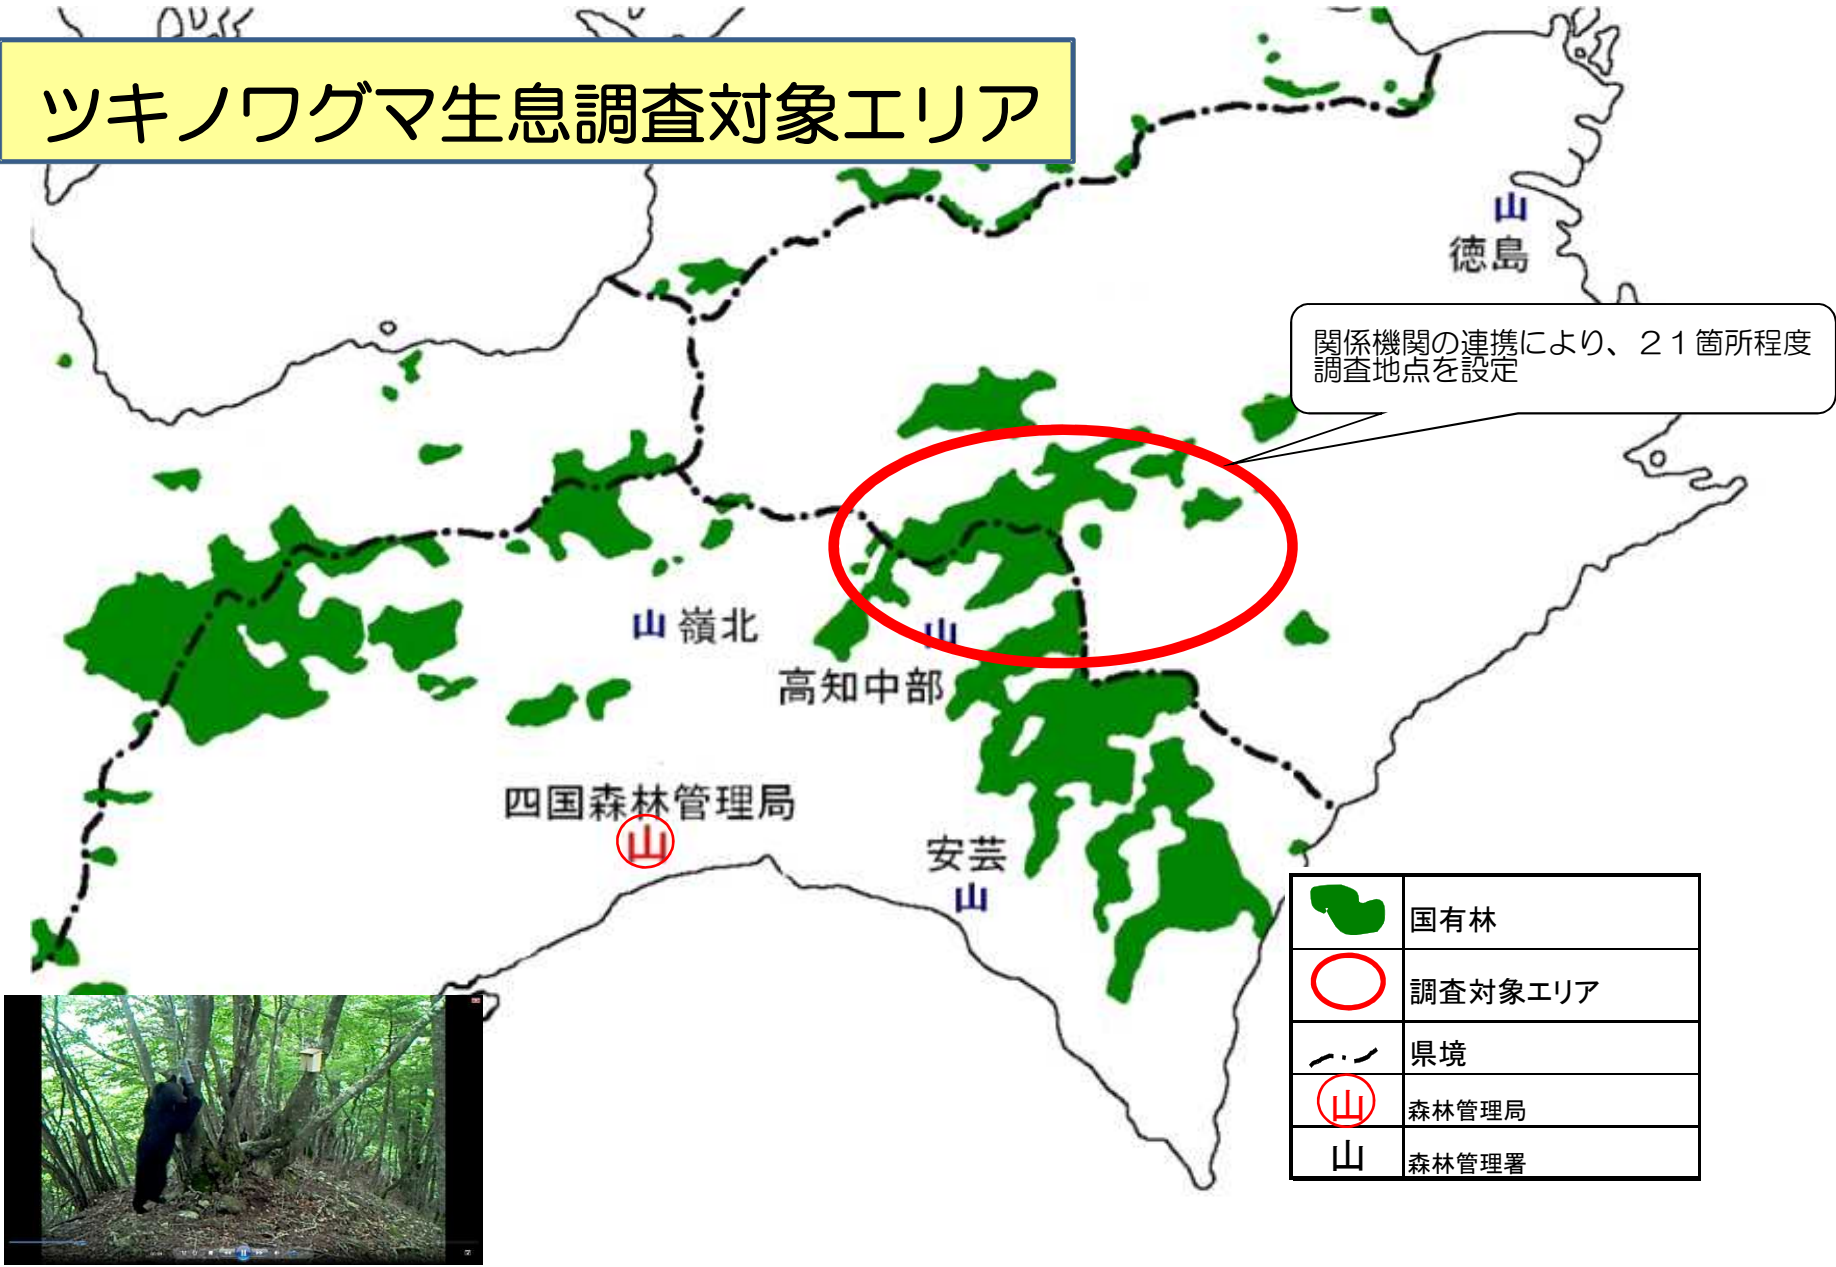 ツキノワグマ生息調査対象エリア
山
徳島
関係機関の連携により、２１箇所程度
調査地点を設定
山 嶺北
山
高知中部
四国森林管理局
山
安芸
山
国有林
調査対象エリア
県境
山 森林管理局
山 森林管理署